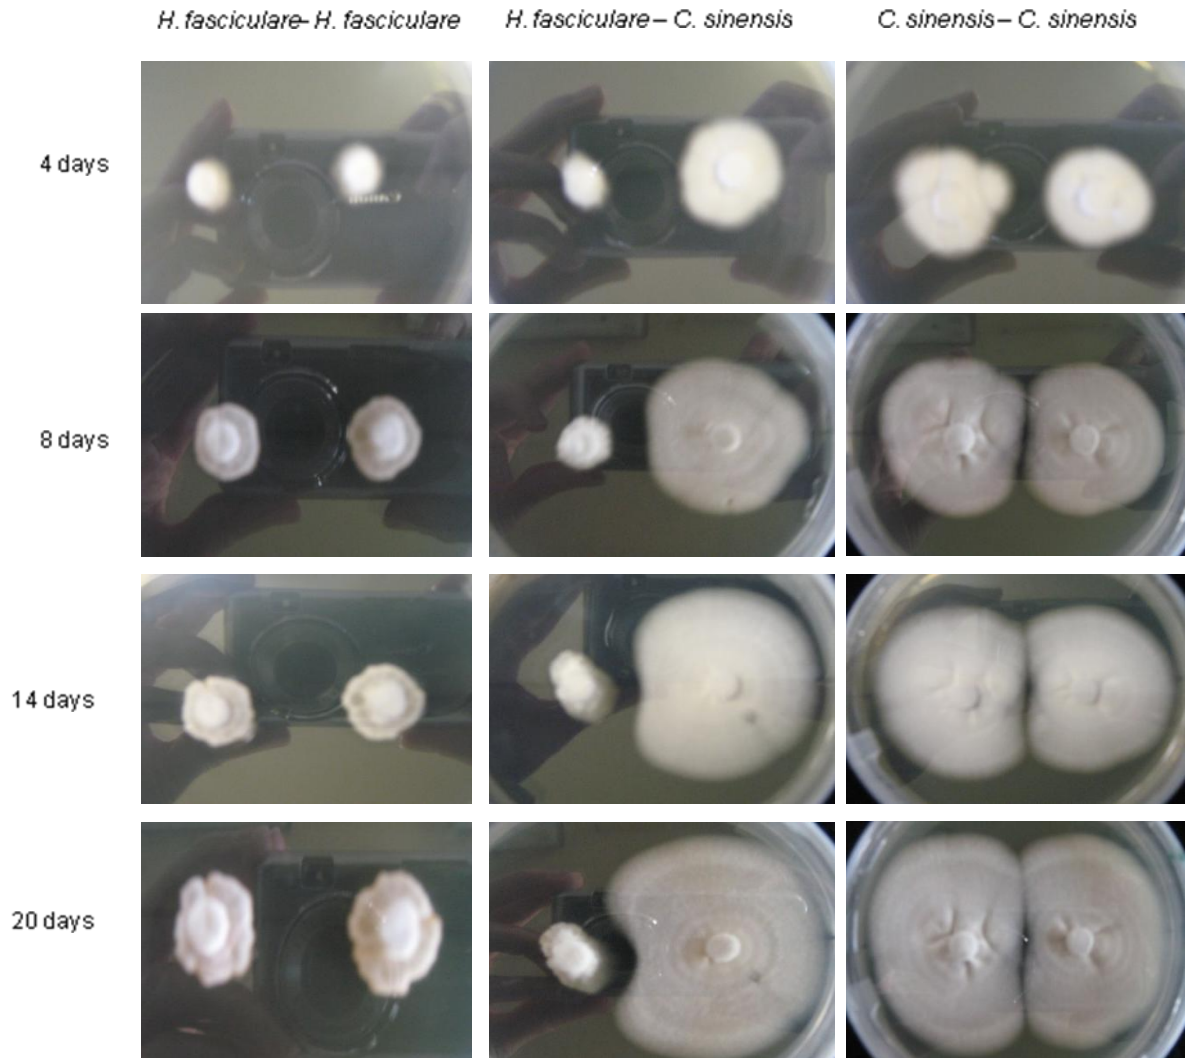 H. fasciculare– H. fasciculare
H. fasciculare – C. sinensis
C. sinensis – C. sinensis
4 days
8 days
14 days
20 days